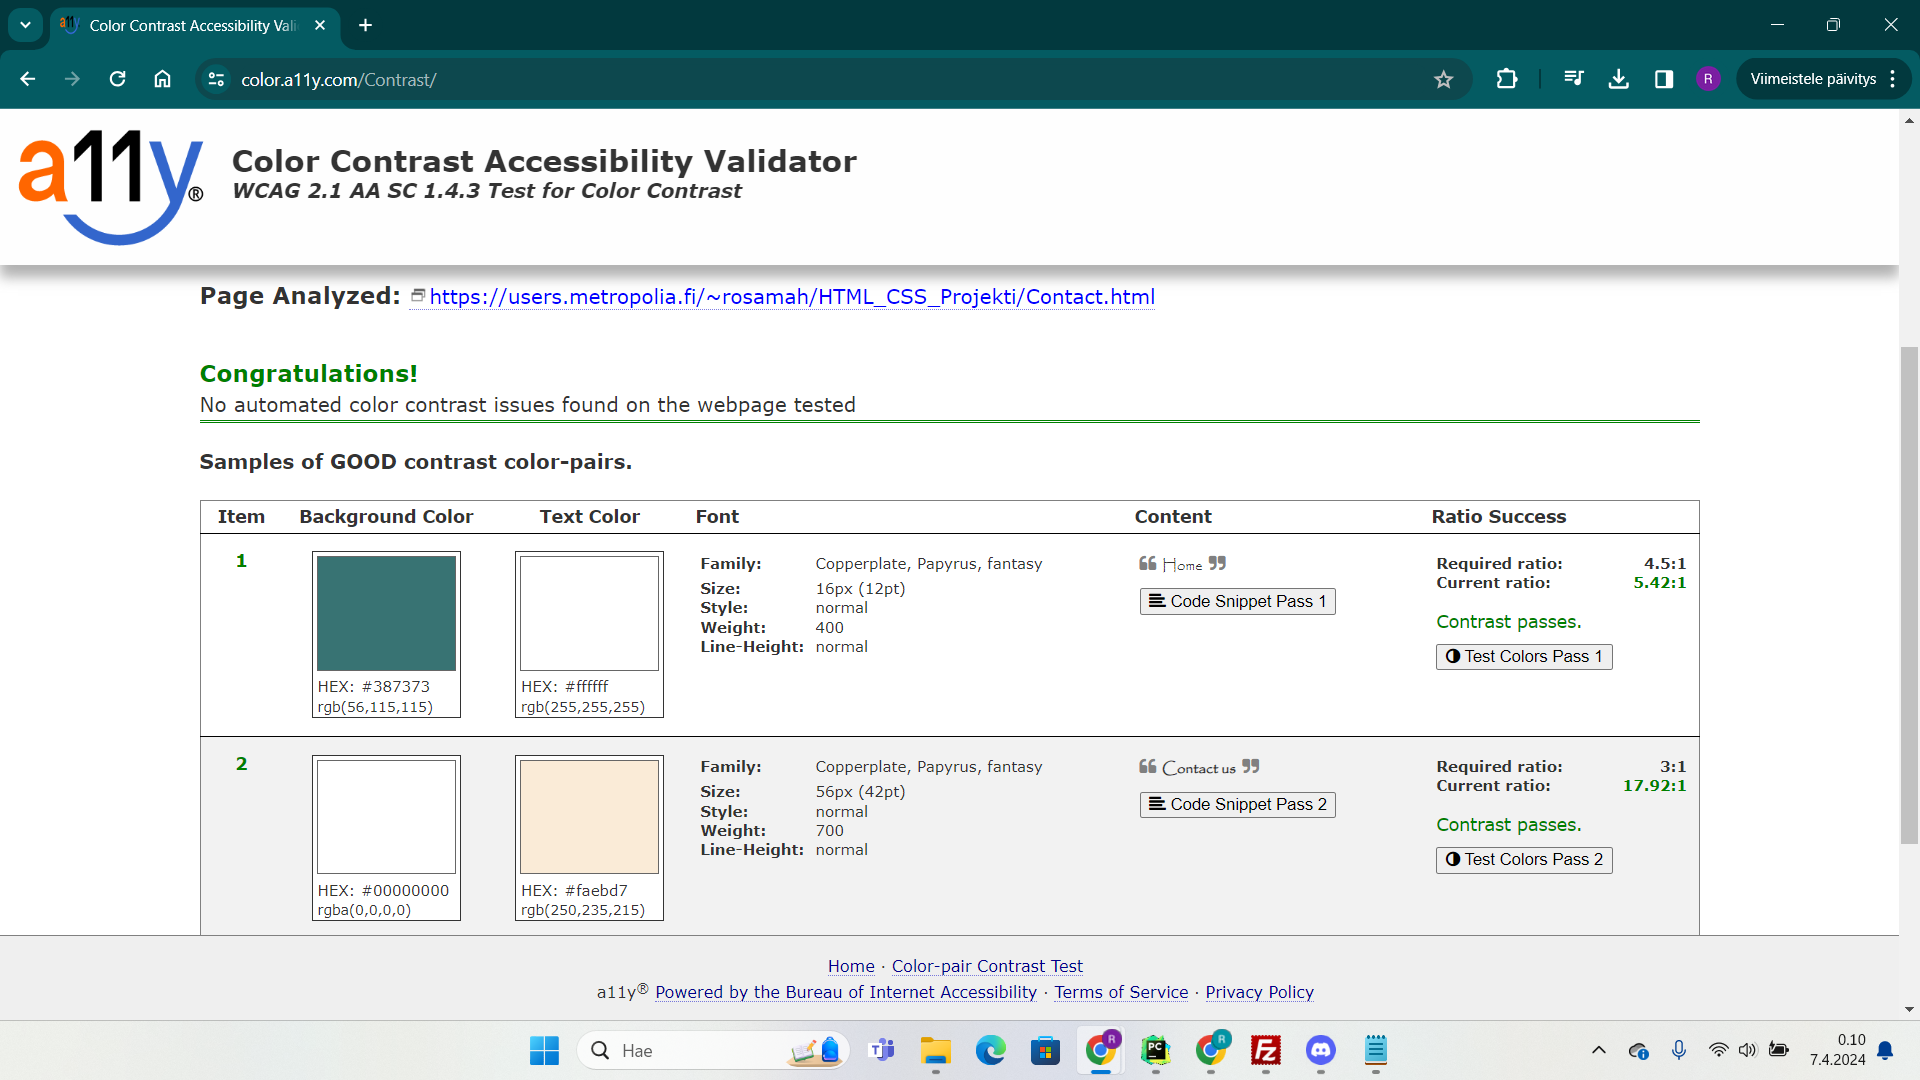 Color Contrast Accessibility Vali
color.a11y.com/Contrast/
R
Viimeistele päivitys
a11y®
Color Contrast Accessibility Validator
WCAG 2.1 AA SC 1.4.3 Test for Color Contrast
Page Analyzed: https://users.metropolia.fi/~rosamah/HTML_CSS_Projekti/Contact.html
Congratulations!
No automated color contrast issues found on the webpage tested
Samples of GOOD contrast color-pairs.
Item Background Color Text Color Font Content Ratio Success
1
HEX: #387373
rgb(56,115,115)
HEX: #ffffff
rgb(255,255,255)
Family: Copperplate, Papyrus, fantasy
Size: 16px (12pt)
Style: normal
Weight: 400
Line-Height: normal
❝ Home ❞
Code Snippet Pass 1
Required ratio: 4.5:1
Current ratio: 5.42:1
Contrast passes.
Test Colors Pass 1
2
HEX: #00000000
rgba(0,0,0,0)
HEX: #faebd7
rgb(250,235,215)
Family: Copperplate, Papyrus, fantasy
Size: 56px (42pt)
Style: normal
Weight: 700
Line-Height: normal
❝ Contact us ❞
Code Snippet Pass 2
Required ratio: 3:1
Current ratio: 17.92:1
Contrast passes.
Test Colors Pass 2
Home · Color-pair Contrast Test
a11y® Powered by the Bureau of Internet Accessibility · Terms of Service · Privacy Policy
Hae
R
PC
R
FZ
0.10
7.4.2024